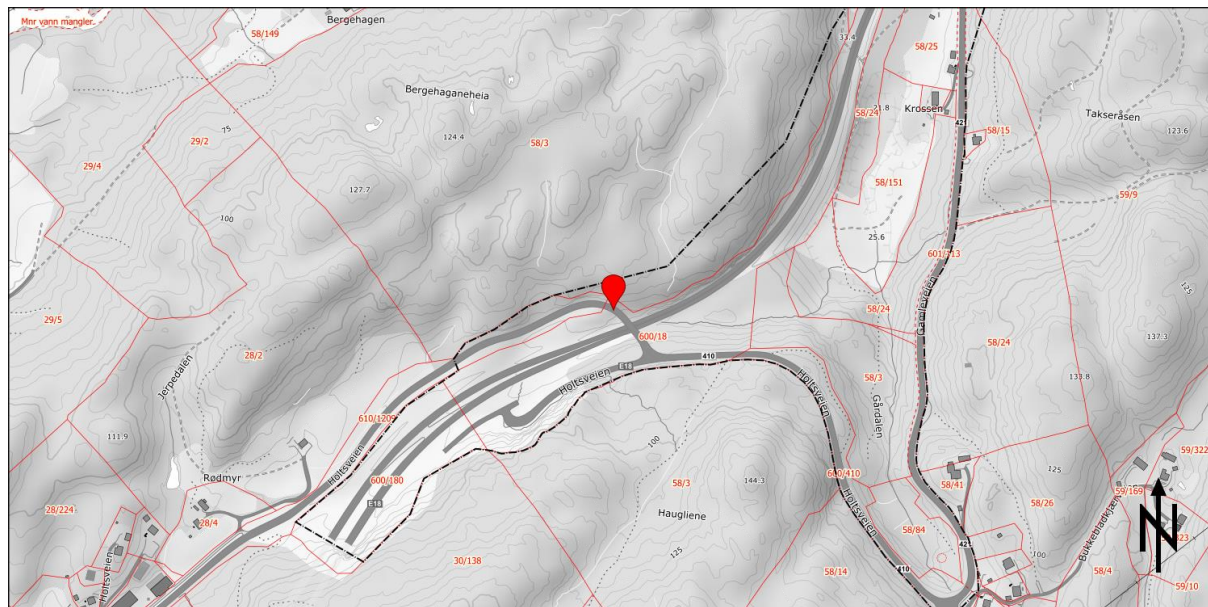 Mnr vann mangler
Bergehagen
58/149
33.4
58/25
Bergehaganeheia
Krossen
21.8
58/24
42
Takseråsen
123.6
58/15
75
29/2
124.4
58/3
29/4
127.7
58/151
59/9
100
25.6
601/113
125
29/5
Gamleveien
58/24
58/24
137.3
600/18
28/2
410
E18
Holtsveien
Jerpedalen
Holtsveien
58/3
Gårdalen
133.8
610/1209
111.9
100
59/322
Holtsveien
125
Rødmyr
600/180
58/3
144.3
600/410
58/41
59/169
28/224
E18
28/4
Haugliene
Holtsveien
58/26
N
58/84
Bukkebladkjær
323
125
42
100
30/138
Holtsveien
58/14
410
58/4
59/10